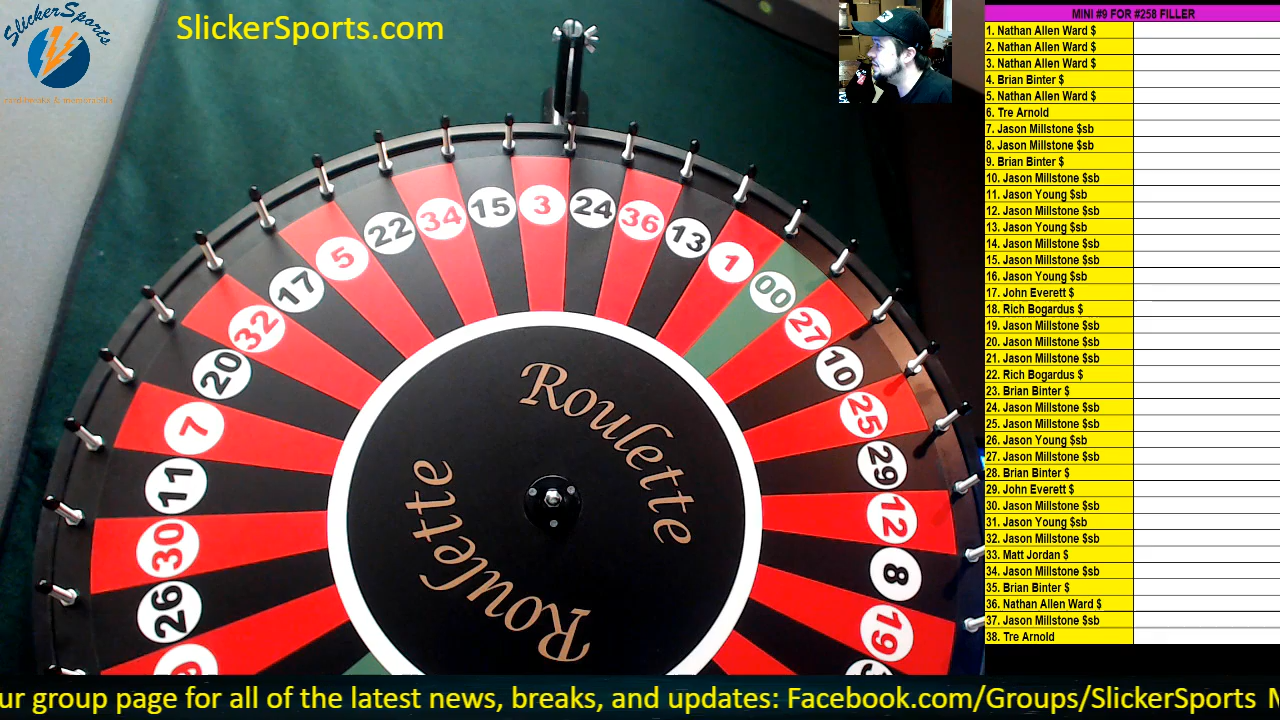 SlickerSports
SlickerSports.com
MINI #9 FOR #258 FILLER
1. Nathan Allen Ward $
2. Nathan Allen Ward $
3. Nathan Allen Ward $
4. Brian Binter $
5. Nathan Allen Ward $
6. Tre Arnold
7. Jason Millstone $sb
8. Jason Millstone $sb
9. Brian Binter $
10. Jason Millstone $sb
11. Jason Young $sb
12. Jason Millstone $sb
13. Jason Young $sb
14. Jason Millstone $sb
15. Jason Millstone $sb
16. Jason Young $sb
17. John Everett $
18. Rich Bogardus $
19. Jason Millstone $sb
20. Jason Millstone $sb
21. Jason Millstone $sb
22. Rich Bogardus $
23. Brian Binter $
24. Jason Millstone $sb
25. Jason Millstone $sb
26. Jason Young $sb
27. Jason Millstone $sb
28. Brian Binter $
29. John Everett $
30. Jason Millstone $sb
31. Jason Young $sb
32. Jason Millstone $sb
33. Matt Jordan $
34. Jason Millstone $sb
35. Brian Binter $
36. Nathan Allen Ward $
37. Jason Millstone $sb
38. Tre Arnold
26
30
11
7
20
32
17
5
22
34
15
3
24
36
13
1
00
27
10
25
29
12
8
19
Roulette
Roulette
ur group page for all of the latest news, breaks, and updates: Facebook.com/Groups/SlickerSports